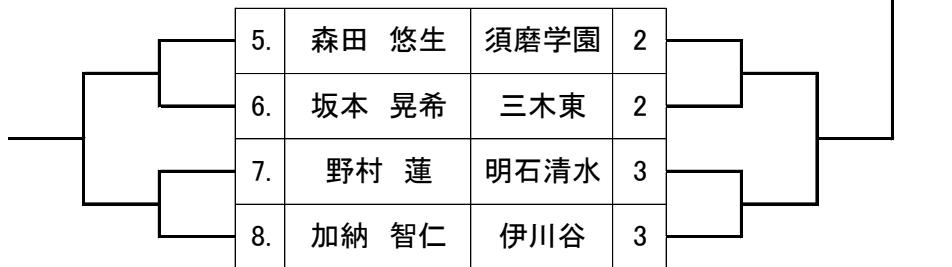 5. 森田 悠生 須磨学園 2
6. 坂本 晃希 三木東 2
7. 野村 蓮 明石清水 3
8. 加納 智仁 伊川谷 3